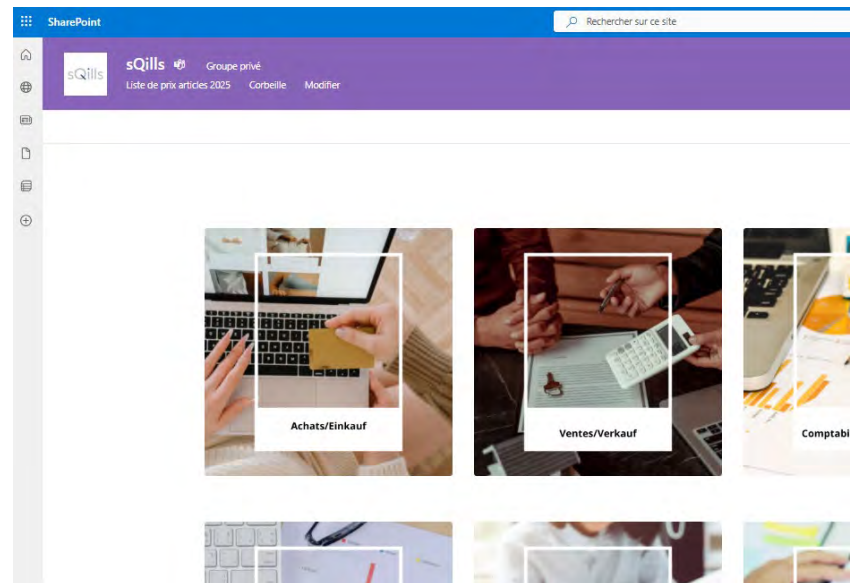 SharePoint
Rechercher sur ce site
sQills
sQills
Groupe privé
Liste de prix articles 2025 Corbeille Modifier
Achats/Einkauf
Ventes/Verkauf
Comptabi